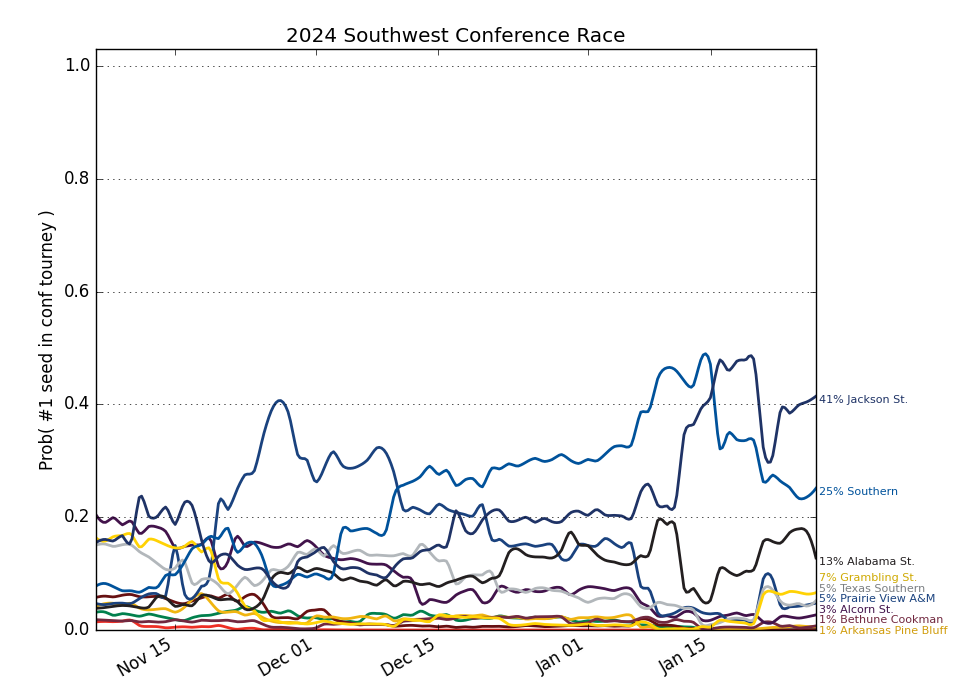 2024 Southwest Conference Race
Prob( #1 seed in conf tourney )
1.0
0.8
0.6
0.4
0.2
0.0
Nov 15
Dec 01
Dec 15
Jan 01
Jan 15
41% Jackson St.
25% Southern
13% Alabama St.
7% Grambling St.
5% Texas Southern
5% Prairie View A&M
3% Alcorn St.
1% Bethune Cookman
1% Arkansas Pine Bluff